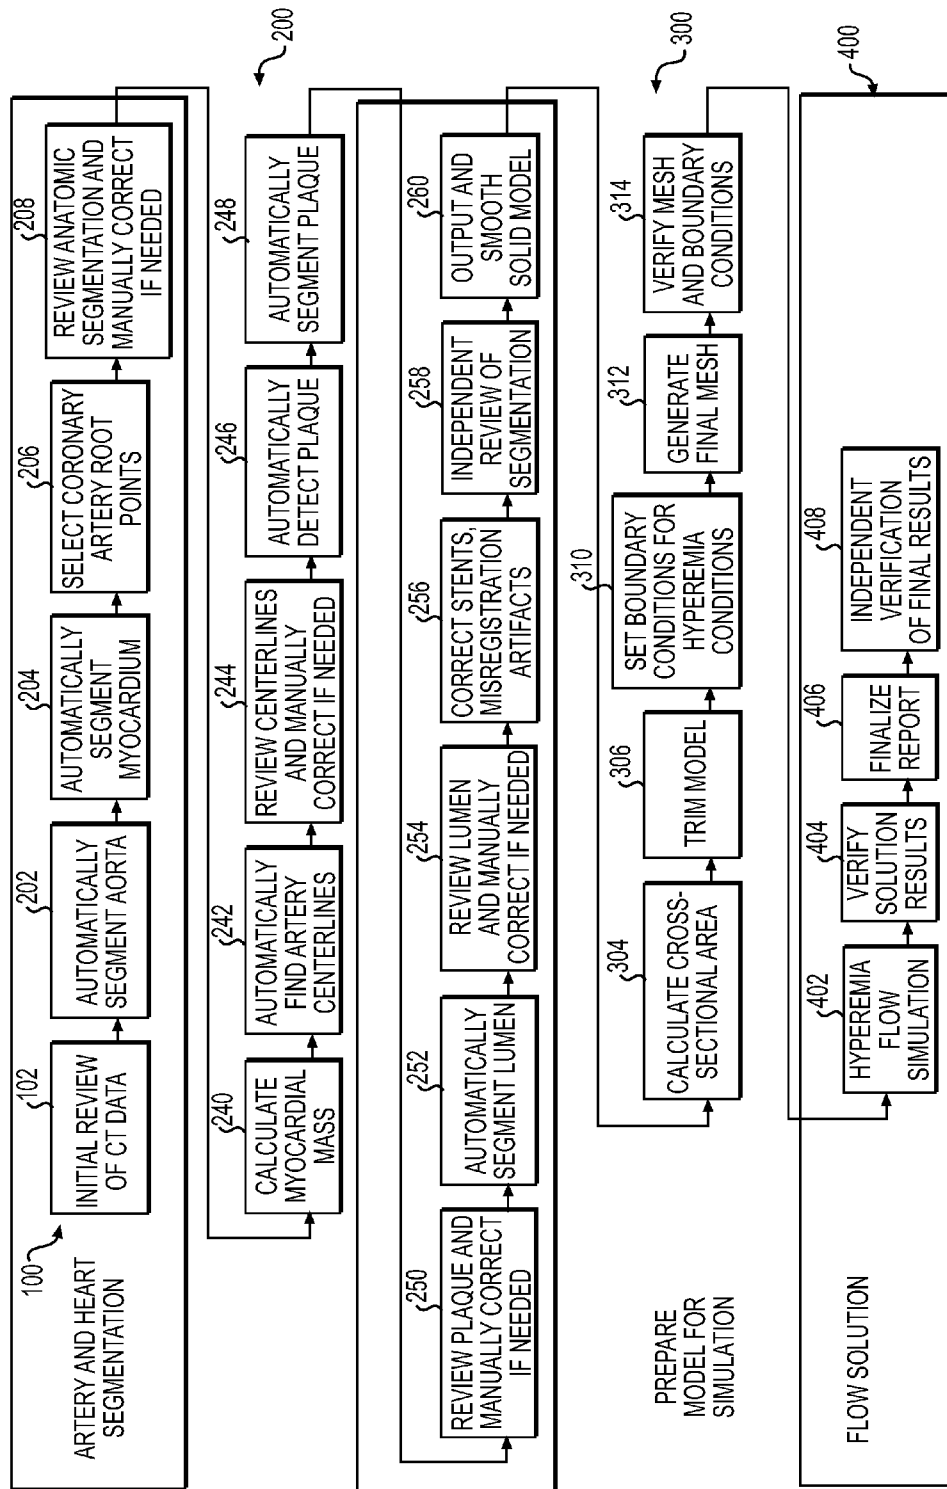 ARTERY AND HEART
SEGMENTATION
100
102
INITIAL REVIEW
OF CT DATA
202
AUTOMATICALLY
SEGMENT AORTA
204
AUTOMATICALLY
SEGMENT
MYOCARDIUM
206
SELECT CORONARY
ARTERY ROOT
POINTS
208
REVIEW ANATOMIC
SEGMENTATION AND
MANUALLY CORRECT
IF NEEDED
200
240
CALCULATE
MYOCARDIAL
MASS
242
AUTOMATICALLY
FIND ARTERY
CENTERLINES
244
REVIEW CENTERLINES
AND MANUALLY
CORRECT IF NEEDED
246
AUTOMATICALLY
DETECT PLAQUE
248
AUTOMATICALLY
SEGMENT PLAQUE
250
REVIEW PLAQUE AND
MANUALLY CORRECT
IF NEEDED
252
AUTOMATICALLY
SEGMENT LUMEN
254
REVIEW LUMEN
AND MANUALLY
CORRECT IF NEEDED
256
CORRECT STENTS,
MISREGISTRATION
ARTIFACTS
258
INDEPENDENT
REVIEW OF
SEGMENTATION
260
OUTPUT AND
SMOOTH
SOLID MODEL
PREPARE
MODEL FOR
SIMULATION
300
304
CALCULATE CROSS-
SECTIONAL AREA
306
TRIM MODEL
310
SET BOUNDARY
CONDITIONS FOR
HYPEREMIA
CONDITIONS
312
GENERATE
FINAL MESH
314
VERIFY MESH
AND BOUNDARY
CONDITIONS
FLOW SOLUTION
400
402
HYPEREMIA
FLOW
SIMULATION
404
VERIFY
SOLUTION
RESULTS
406
FINALIZE
REPORT
408
INDEPENDENT
VERIFICATION
OF FINAL RESULTS